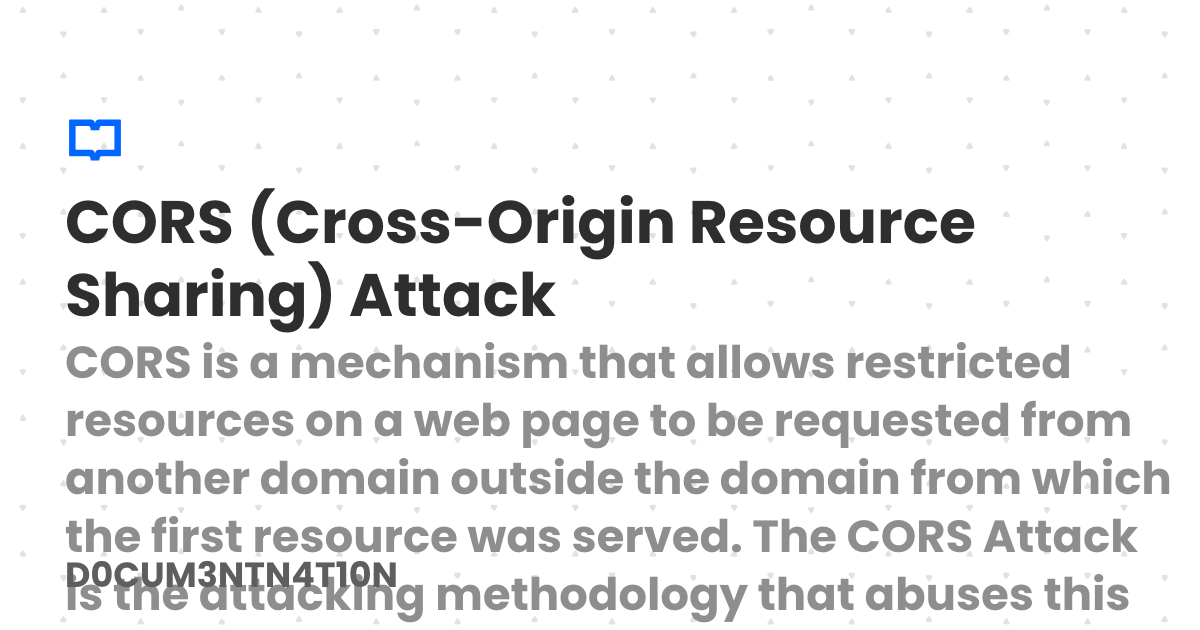 CORS (Cross-Origin Resource
Sharing) Attack
CORS is a mechanism that allows restricted
resources on a web page to be requested from
another domain outside the domain from which
the first resource was served. The CORS Attack
D0CUM3NTN4T10N
is the attacking methodology that abuses this